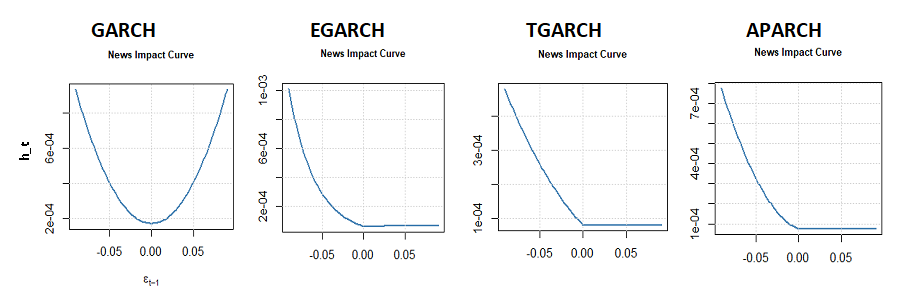 GARCH
News Impact Curve
h_t
6e-04
2e-04
-0.05 0.00 0.05
εt−1
EGARCH
News Impact Curve
1e-03
6e-04
2e-04
-0.05 0.00 0.05
TGARCH
News Impact Curve
3e-04
1e-04
-0.05 0.00 0.05
APARCH
News Impact Curve
7e-04
4e-04
1e-04
-0.05 0.00 0.05